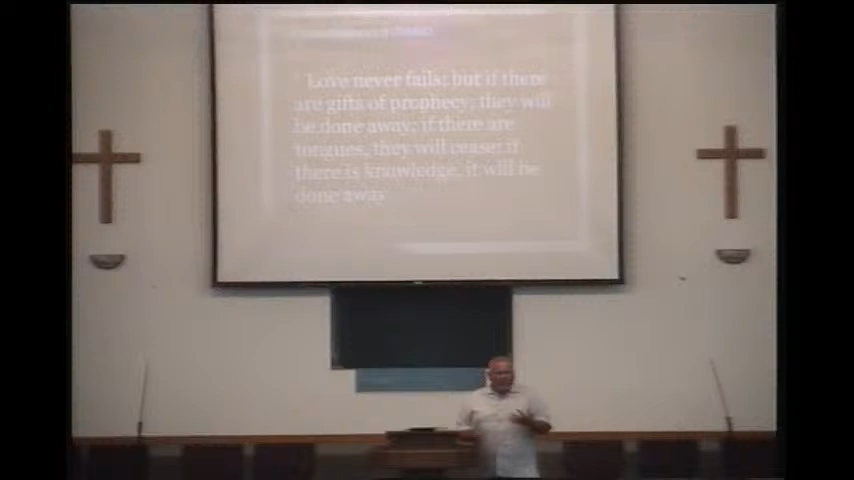 Love never fails; but if there
are gifts of prophecy; they will
be done away; if there are
tongues, they will cease; if
there is knowledge, it will be
done away